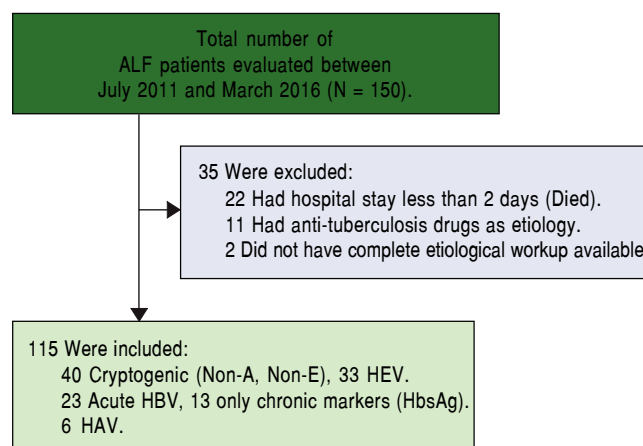 Total number of
ALF patients evaluated between
July 2011 and March 2016 (N = 150).
35 Were excluded:
22 Had hospital stay less than 2 days (Died).
11 Had anti-tuberculosis drugs as etiology.
2 Did not have complete etiological workup available
115 Were included:
40 Cryptogenic (Non-A, Non-E), 33 HEV.
23 Acute HBV, 13 only chronic markers (HbsAg).
6 HAV.